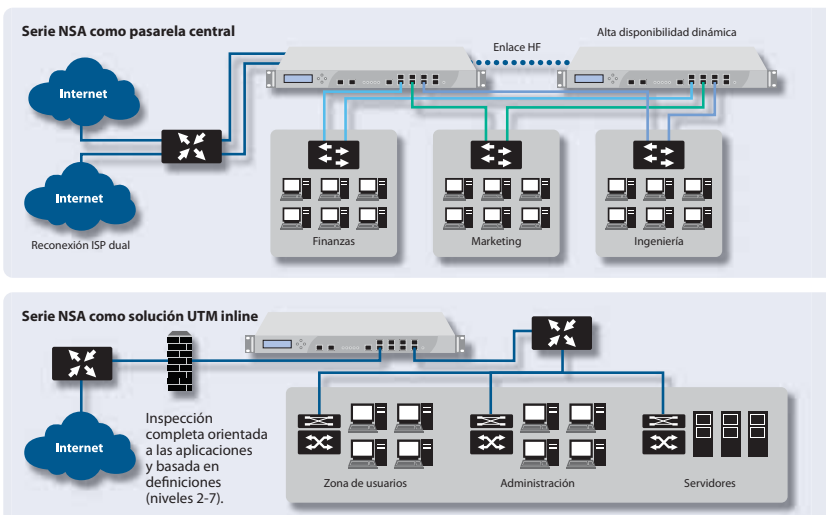 Serie NSA como pasarela central
Enlace HF
Alta disponibilidad dinámica
Internet
Internet
Reconexión ISP dual
Finanzas
Marketing
Ingeniería
Serie NSA como solución UTM inline
Internet
Inspección
completa orientada
a las aplicaciones
y basada en
definiciones
(niveles 2-7).
Zona de usuarios
Administración
Servidores